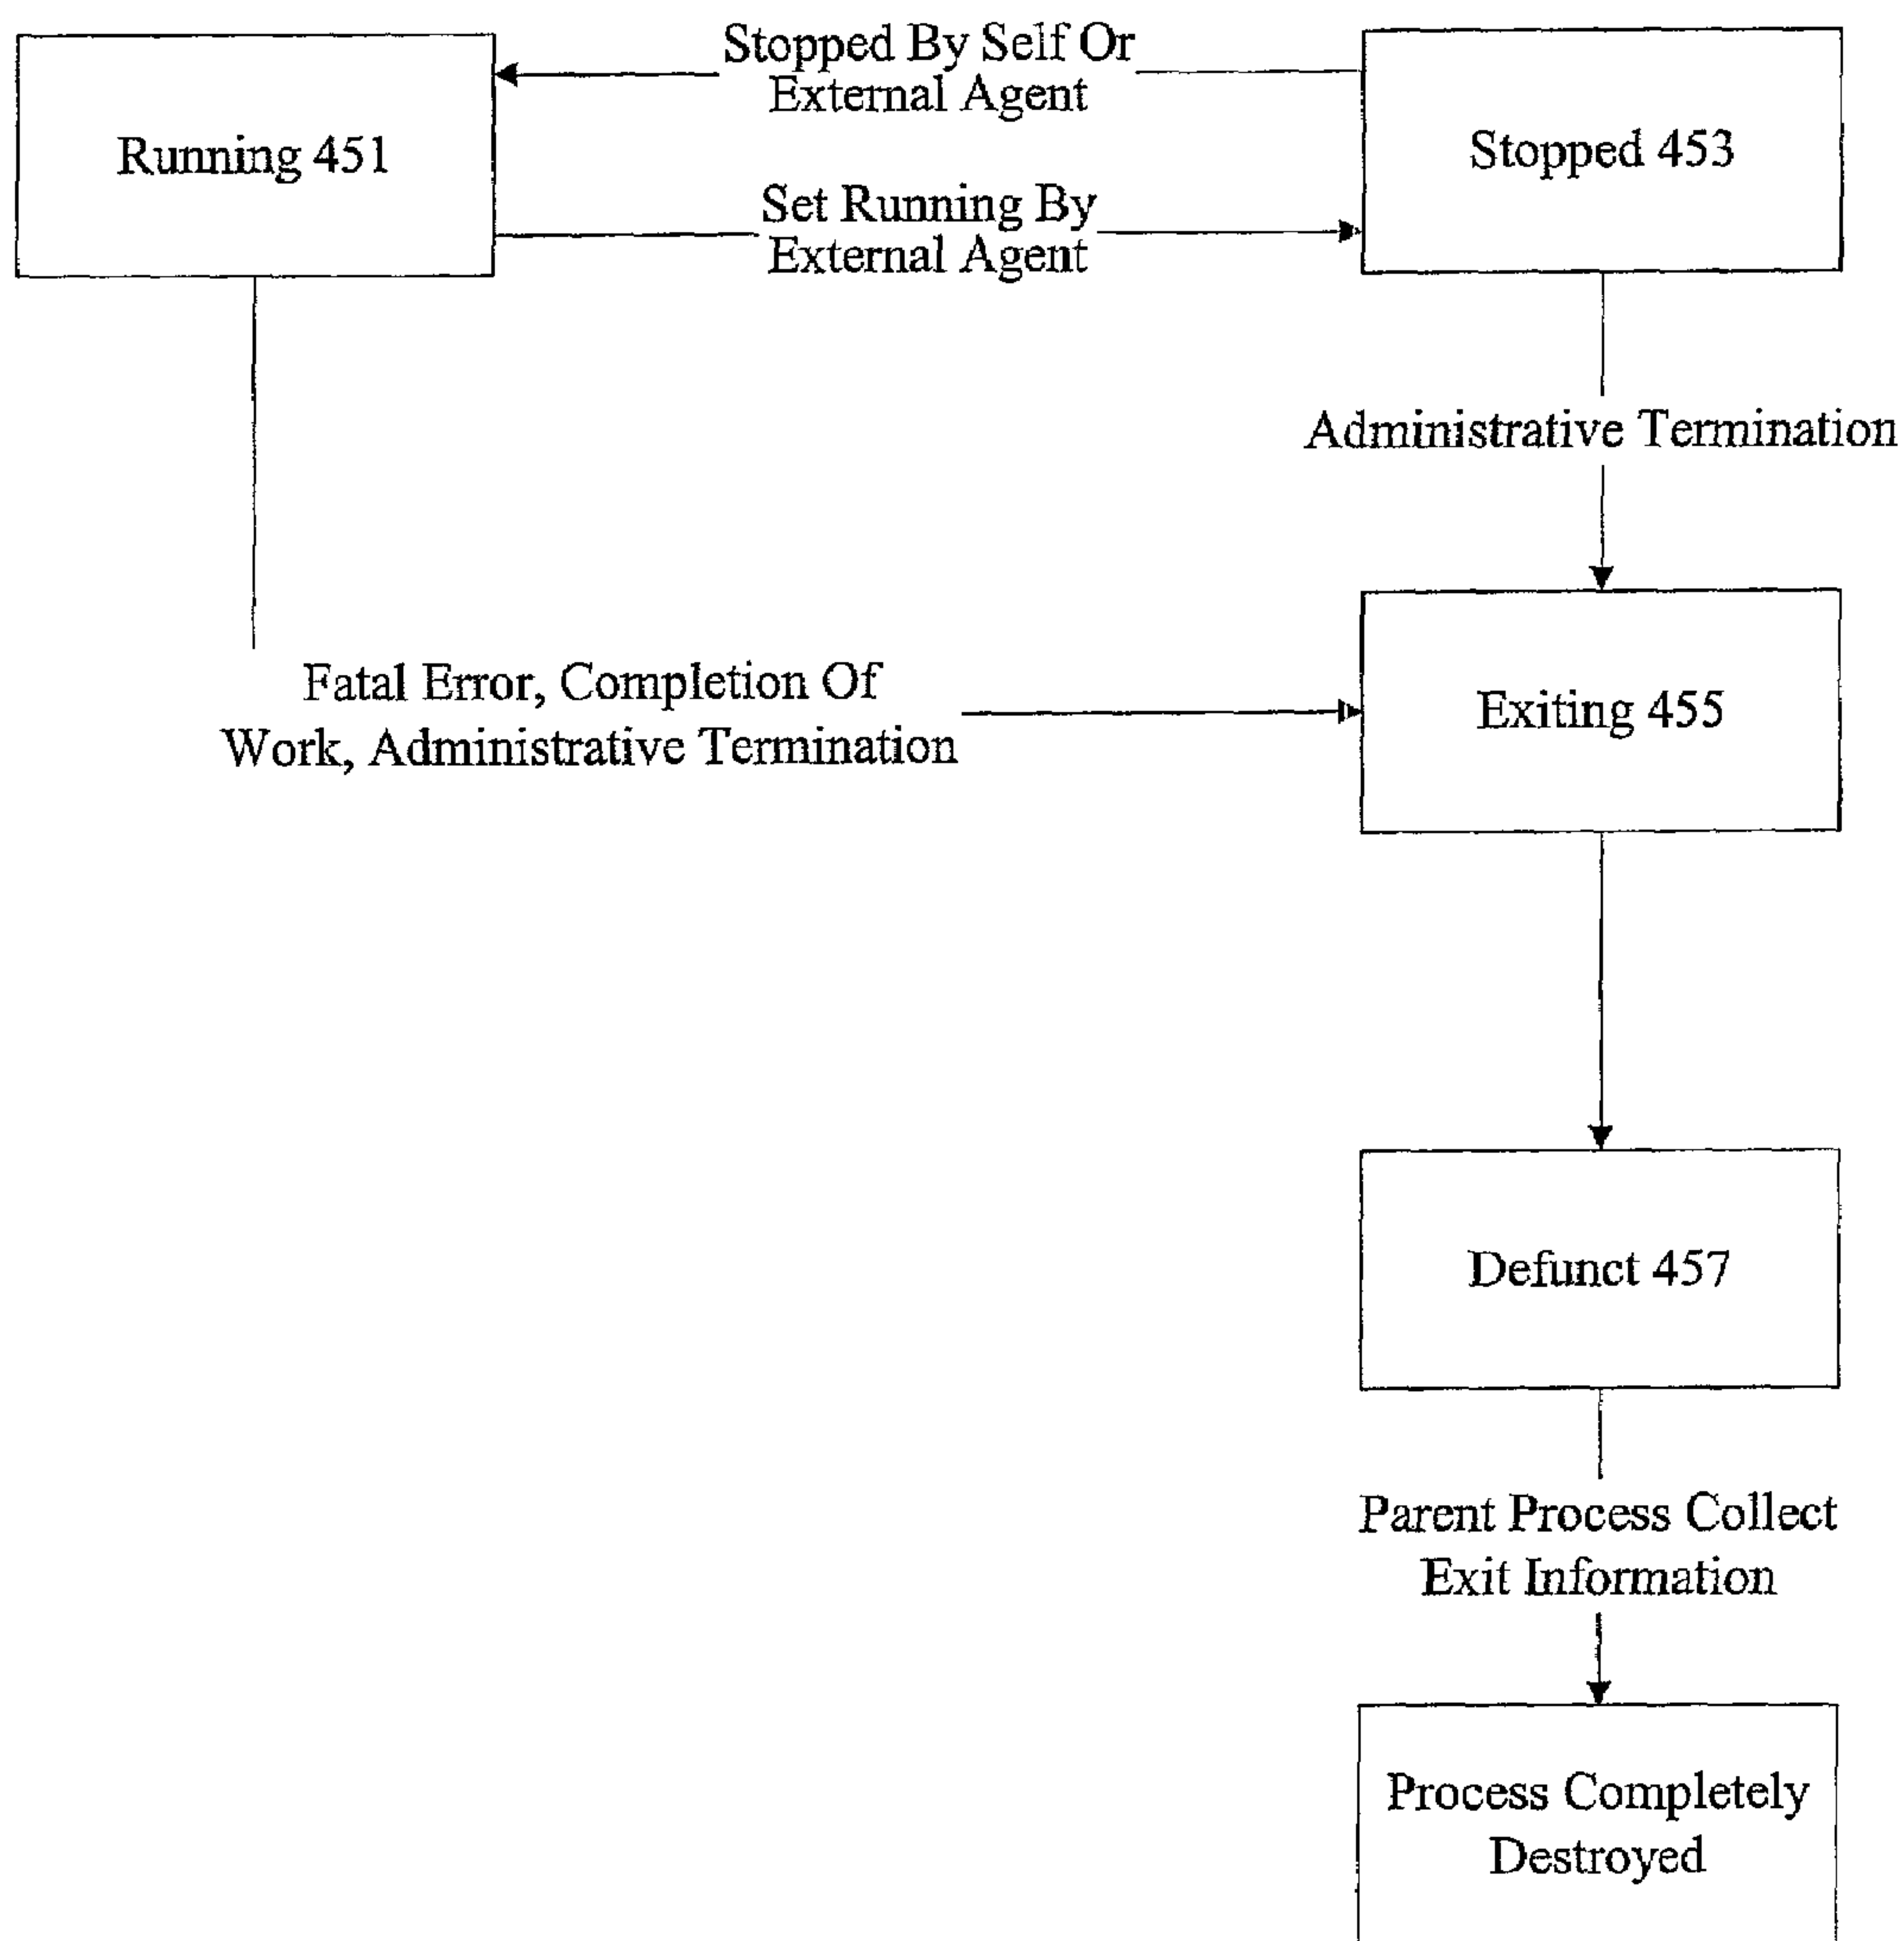 Stopped By Self Or
External Agent
Running 451
Stopped 453
Set Running By
External Agent
Administrative Termination
Fatal Error, Completion Of
Work, Administrative Termination
Exiting 455
Defunct 457
Parent Process Collect
Exit Information
Process Completely
Destroyed